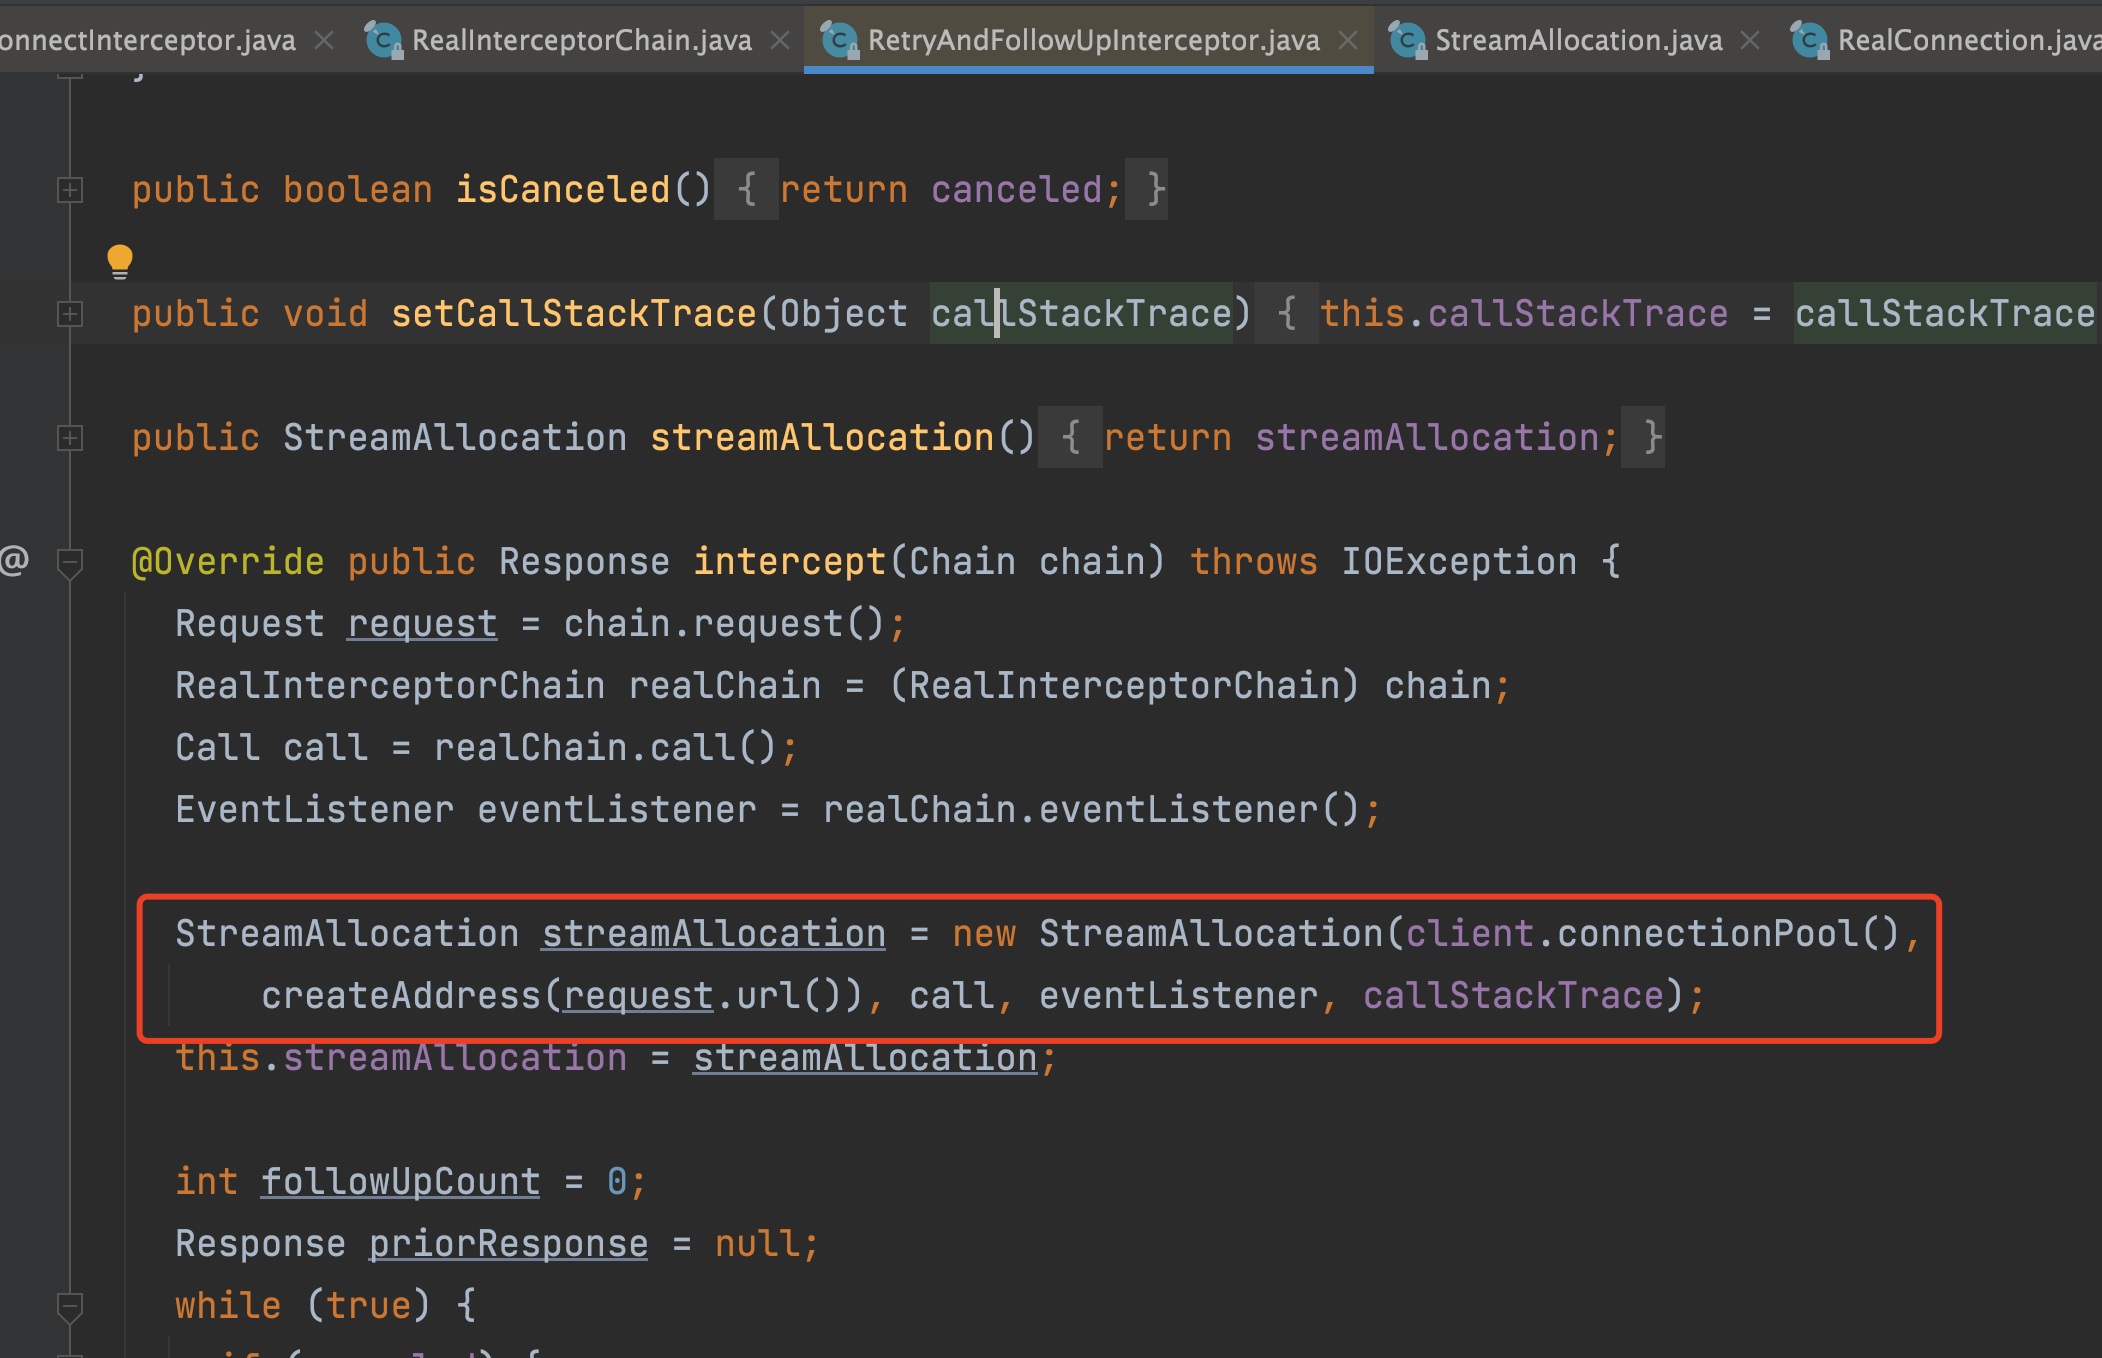 onnectInterceptor.java RealInterceptorChain.java RetryAndFollowUpInterceptor.java StreamAllocation.java RealConnection.java
}
public boolean isCanceled() { return canceled; }
public void setCallStackTrace(Object callStackTrace) { this.callStackTrace = callStackTrace
public StreamAllocation streamAllocation() { return streamAllocation; }
@ @Override public Response intercept(Chain chain) throws IOException {
Request request = chain.request();
RealInterceptorChain realChain = (RealInterceptorChain) chain;
Call call = realChain.call();
EventListener eventListener = realChain.eventListener();
StreamAllocation streamAllocation = new StreamAllocation(client.connectionPool(),
createAddress(request.url()), call, eventListener, callStackTrace);
this.streamAllocation = streamAllocation;
int followUpCount = 0;
Response priorResponse = null;
while (true) {